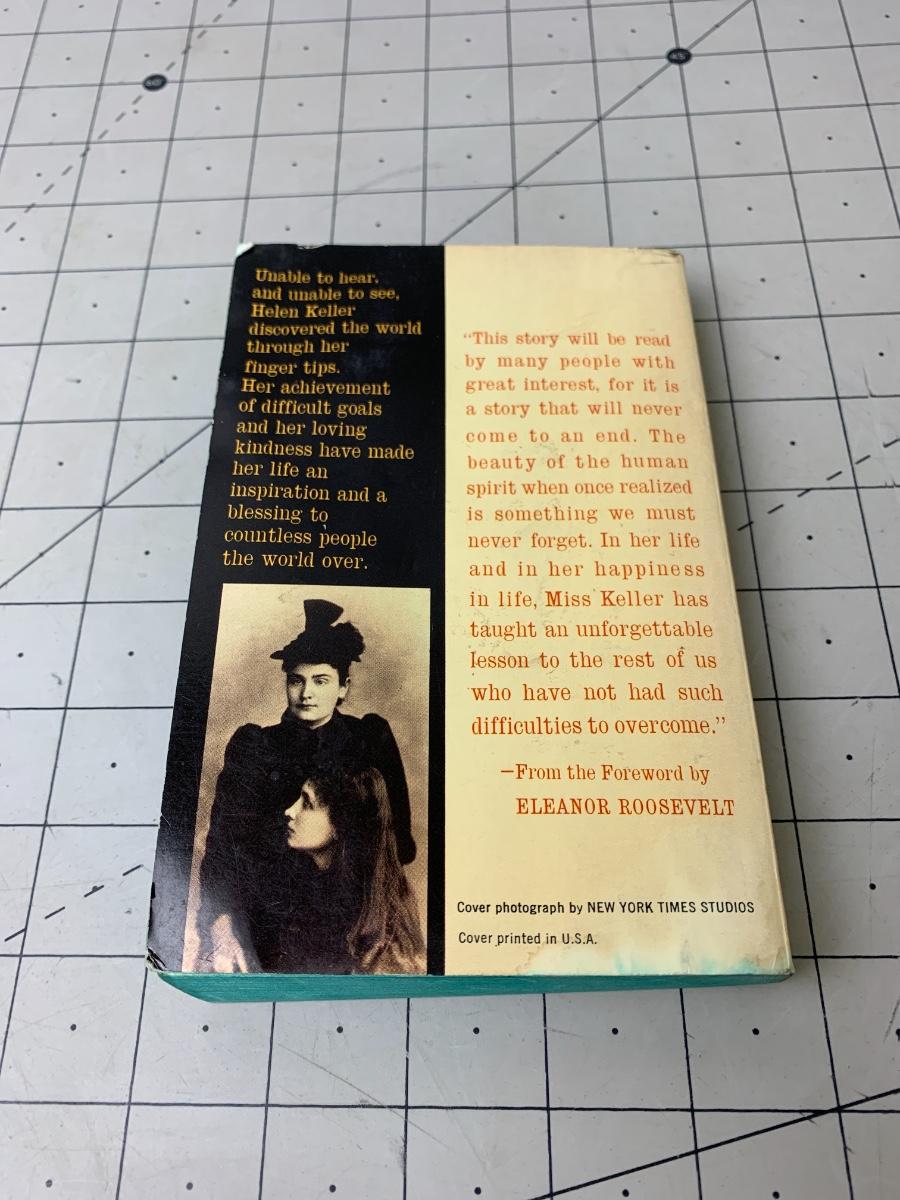 Unable to hear,
and unable to see,
Helen Keller
discovered the world
through her
finger tips.
Her achievement
of difficult goals
and her loving
kindness have made
her life an
inspiration and a
blessing to
countless people
the world over.
“This story will be read
by many people with
great interest, for it is
a story that will never
come to an end. The
beauty of the human
spirit when once realized
is something we must
never forget. In her life
and in her happiness
in life, Miss Keller has
taught an unforgettable
lesson to the rest of us
who have not had such
difficulties to overcome.”
—From the Foreword by
ELEANOR ROOSEVELT
Cover photograph by NEW YORK TIMES STUDIOS
Cover printed in U.S.A.